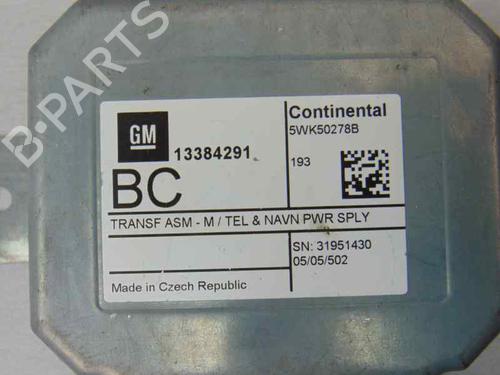 B-PARTS
GM
13384291
BC
Continental
5WK50278B
193
TRANSF ASM - M / TEL & NAVN PWR SPLY
SN: 31951430
05/05/502
Made in Czech Republic